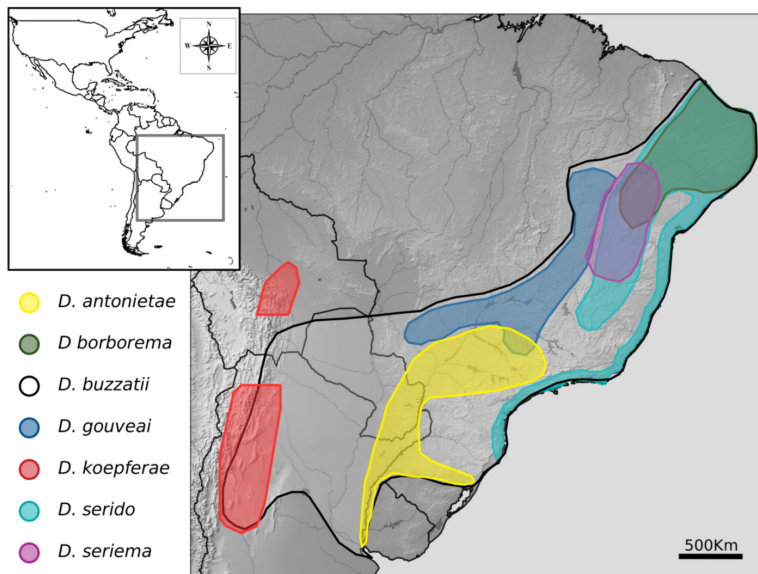 N
W E
S
D. antonietae
D borborema
D. buzzatii
D. gouveai
D. koepferae
D. serido
D. seriema
500Km